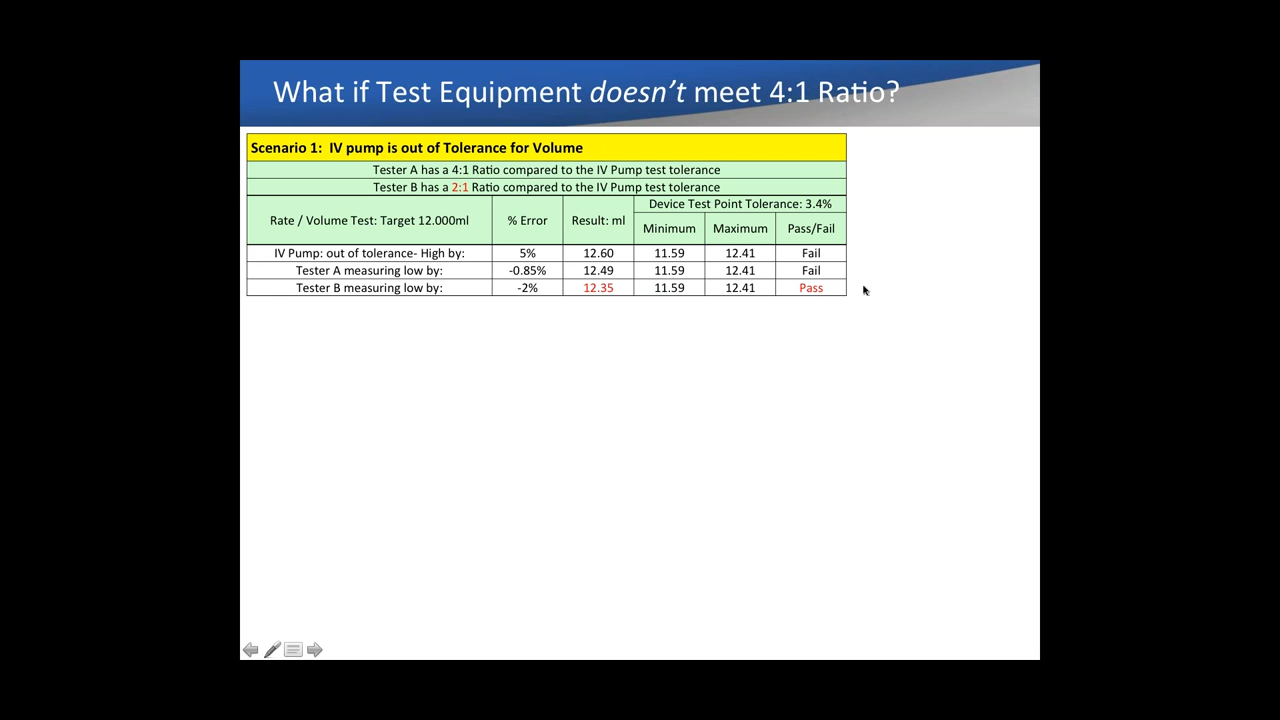 What if Test Equipment doesn't meet 4:1 Ratio?
Scenario 1: IV pump is out of Tolerance for Volume
Tester A has a 4:1 Ratio compared to the IV Pump test tolerance
Tester B has a 2:1 Ratio compared to the IV Pump test tolerance
Rate / Volume Test: Target 12.000ml % Error Result: ml Device Test Point Tolerance: 3.4%
Minimum Maximum Pass/Fail
IV Pump: out of tolerance- High by: 5% 12.60 11.59 12.41 Fail
Tester A measuring low by: -0.85% 12.49 11.59 12.41 Fail
Tester B measuring low by: -2% 12.35 11.59 12.41 Pass